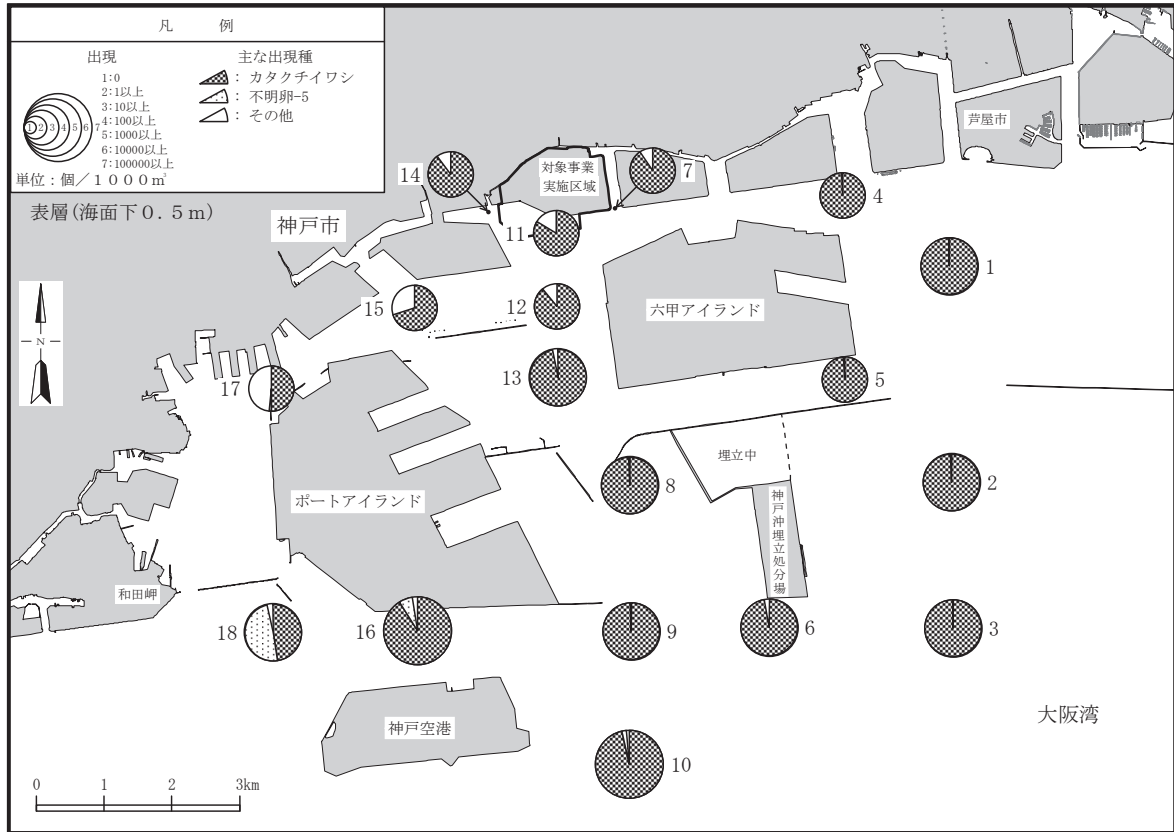 凡 例
出現
1:0
2:1以上
3:10以上
4:100以上
5:1000以上
6:10000以上
7:100000以上
1 2 3 4 5 6 7
単位:個/1000㎥
主な出現種
: カタクチイワシ
: 不明卵-5
: その他
表層(海面下0.5m)
神戸市
芦屋市
対象事業
実施区域
14
7
4
11
1
15
12
六甲アイランド
N
17
13
5
8
埋立中
2
ポートアイランド
神戸沖埋立処分場
和田岬
18
16
9
6
3
神戸空港
大阪湾
10
0 1 2 3km